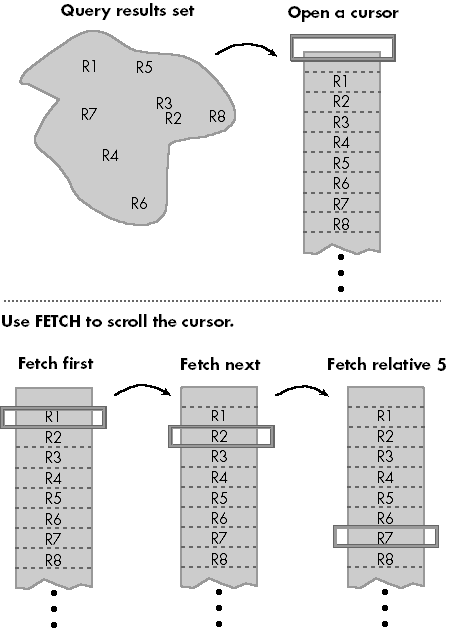 Query results set
R1
R5
R3
R7
R2
R8
R4
R6
Open a cursor
R1
R2
R3
R4
R5
R6
R7
R8
Use FETCH to scroll the cursor.
Fetch first
R1
R2
R3
R4
R5
R6
R7
R8
Fetch next
R1
R2
R3
R4
R5
R6
R7
R8
Fetch relative 5
R1
R2
R3
R4
R5
R6
R7
R8